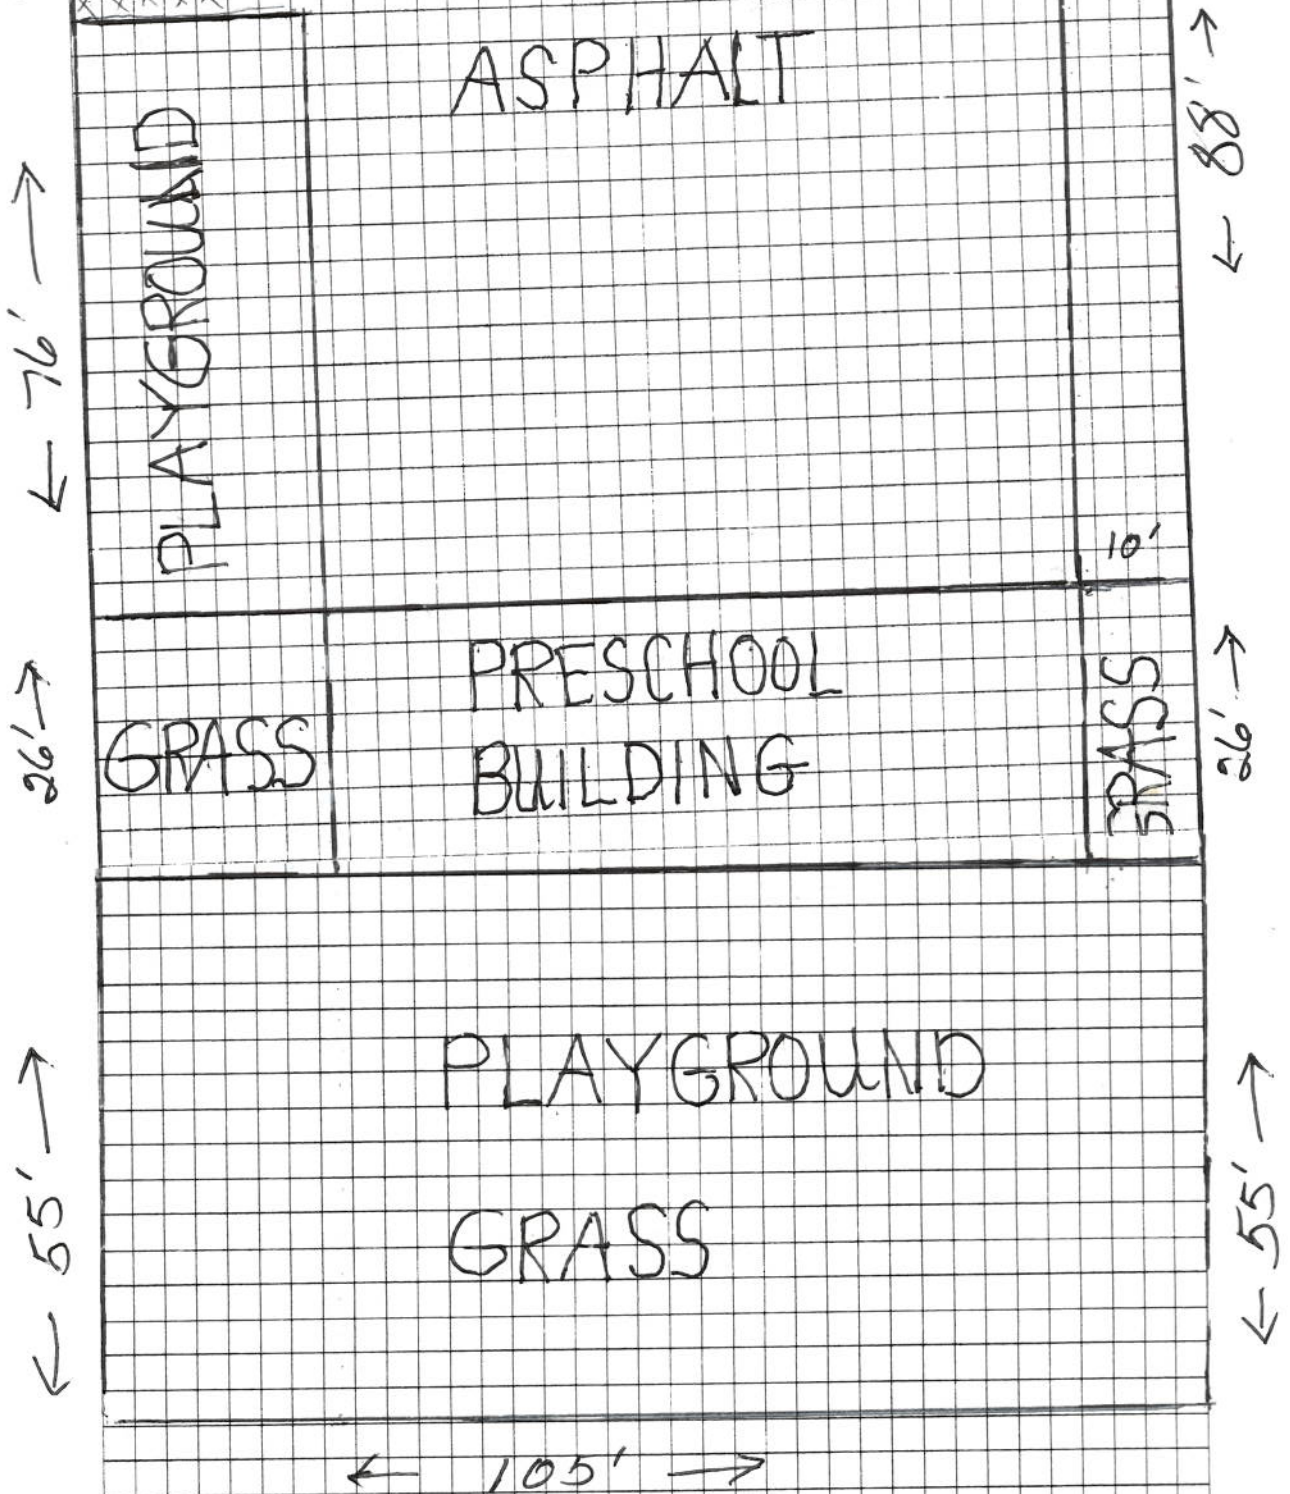 X X X X X
ASPHALT
88'
PLAYGROUND
76'
10'
PRESCHOOL
BUILDING
GRASS
GRASS
26'
26'
PLAYGROUND
GRASS
55'
55'
105'